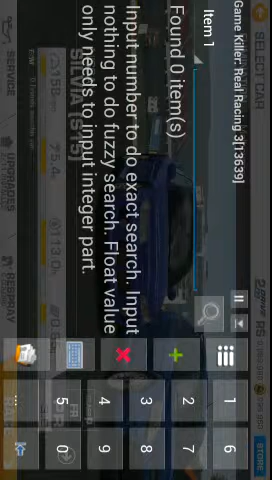 Game Killer: Real Racing 3[13639]
Item 1
Found 0 item(s)
Input number to do exact search. Input
nothing to do fuzzy search. Float value
only needs to input integer part.
1 2 3 4 5
6 7 8 9 0
...
SELECT CAR
SERVICE
UPGRADES
RESPRAY
SILVIA (S15)
STORE